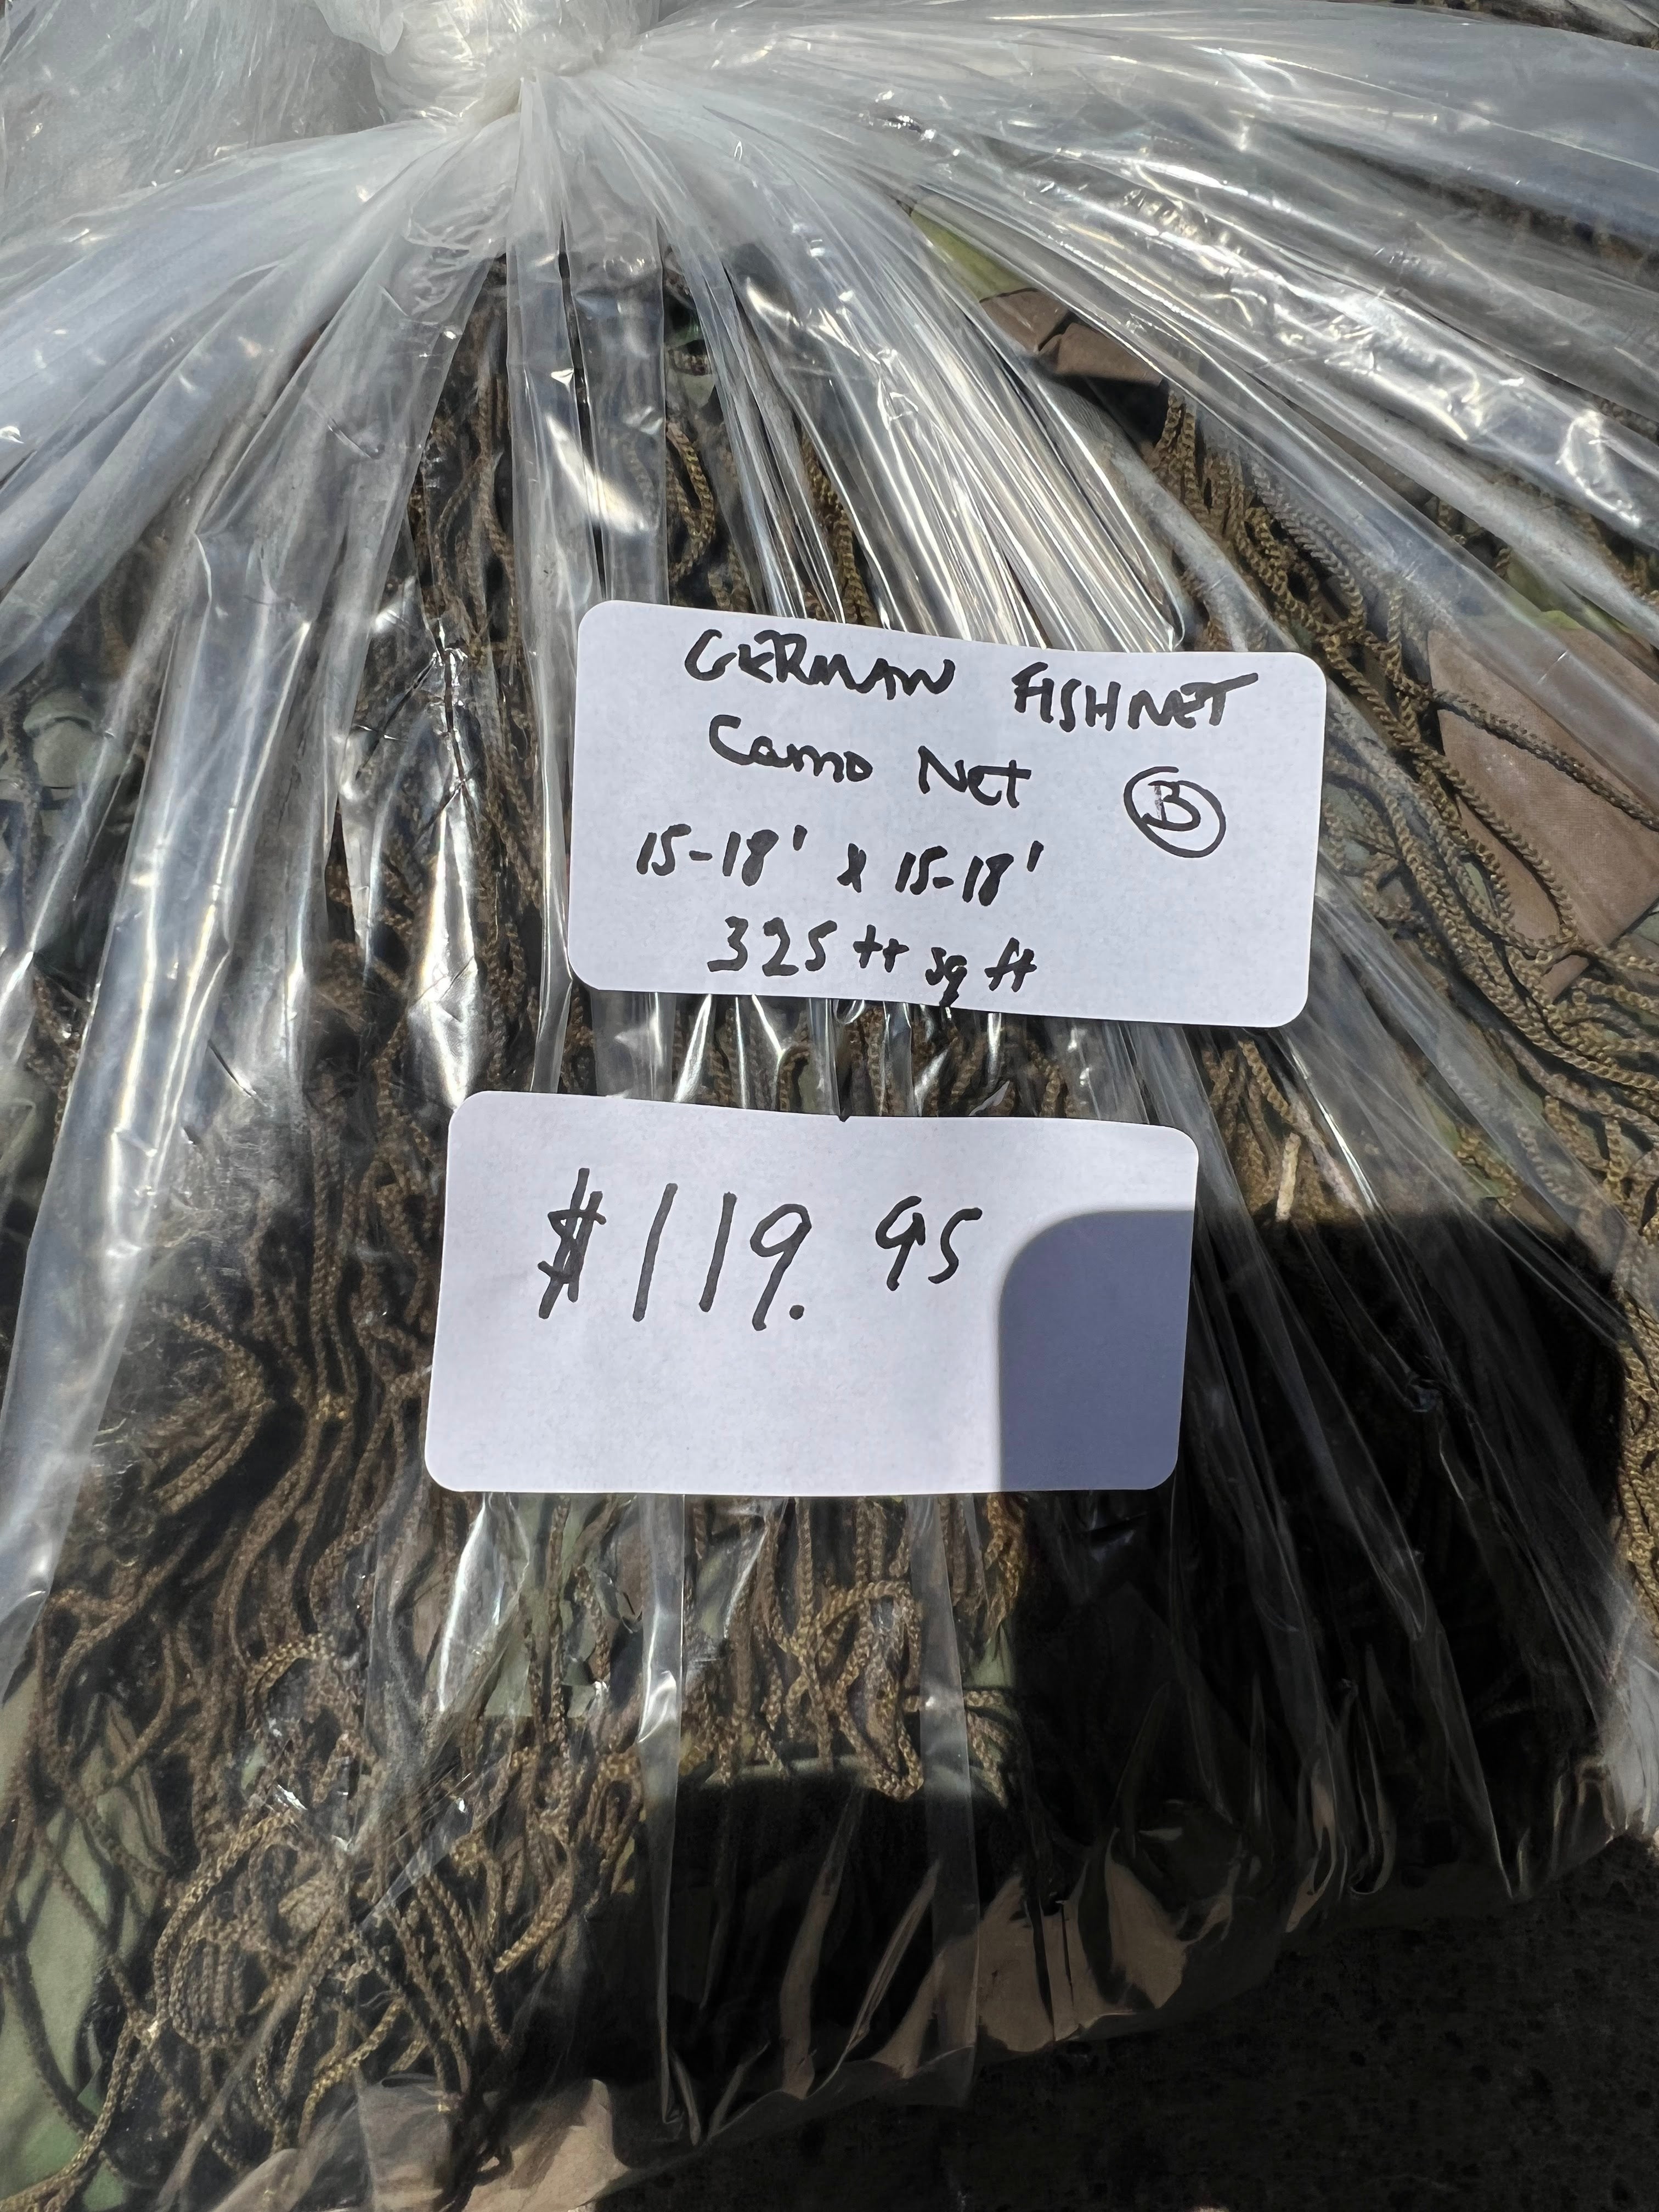 GERMAN FISHNET
Camo Net Ⓑ
15-18' x 15-18'
325 ++ sq ft
$119.95